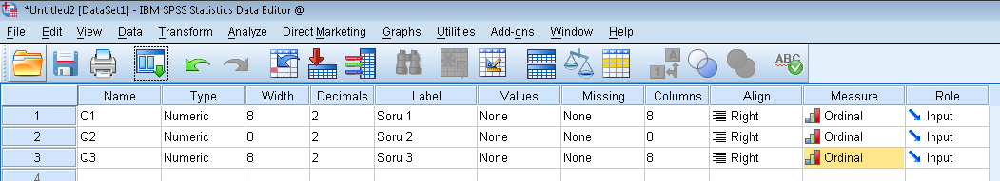 *Untitled2 [DataSet1] - IBM SPSS Statistics Data Editor @
File Edit View Data Transform Analyze Direct Marketing Graphs Utilities Add-ons Window Help
A 1 4 A ABC
Name Type Width Decimals Label Values Missing Columns Align Measure Role
1 Q1 Numeric 8 2 Soru 1 None None 8 Right Ordinal Input
2 Q2 Numeric 8 2 Soru 2 None None 8 Right Ordinal Input
3 Q3 Numeric 8 2 Soru 3 None None 8 Right Ordinal Input
4